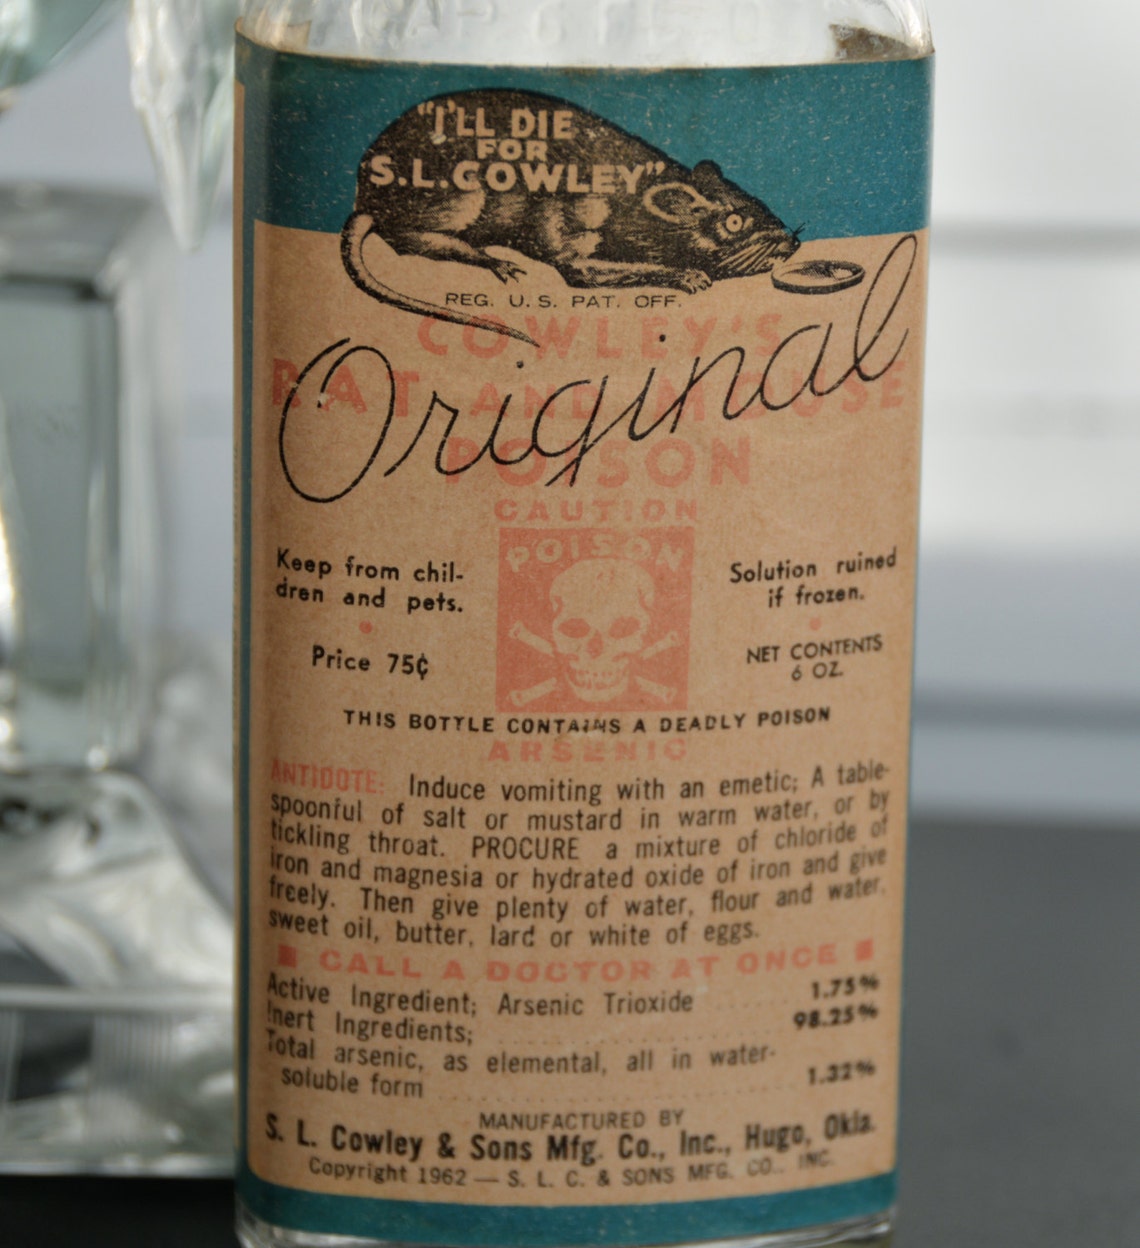 "I'LL DIE
FOR
S.L.COWLEY"
REG. U. S. PAT. OFF.
COWLEY'S
RAT AND MOUSE
POISON
Original
CAUTION
POISON
Keep from chil-
dren and pets.
Price 75¢
Solution ruined
if frozen.
NET CONTENTS
6 OZ.
THIS BOTTLE CONTAINS A DEADLY POISON
ARSENIC
ANTIDOTE: Induce vomiting with an emetic; A table-
spoonful of salt or mustard in warm water, or by
tickling throat. PROCURE a mixture of chloride of
iron and magnesia or hydrated oxide of iron and give
freely. Then give plenty of water, flour and water,
sweet oil, butter, lard or white of eggs.
CALL A DOCTOR AT ONCE
Active Ingredient; Arsenic Trioxide ........ 1.75%
Inert Ingredients; ........ 98.25%
Total arsenic, as elemental, all in water-
soluble form ........ 1.32%
MANUFACTURED BY
S. L. Cowley & Sons Mfg. Co., Inc., Hugo, Okla.
Copyright 1962 — S. L. C. & SONS MFG. CO., INC.